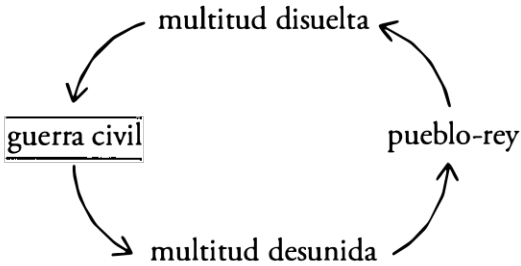 multitud disuelta
guerra civil
pueblo-rey
multitud desunida